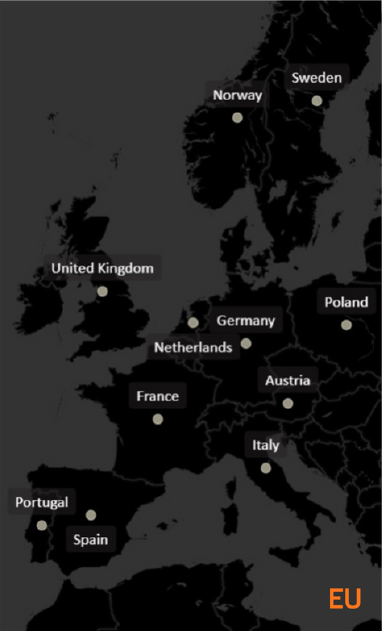 Sweden
Norway
United Kingdom
Poland
Germany
Netherlands
Austria
France
Italy
Portugal
Spain
EU